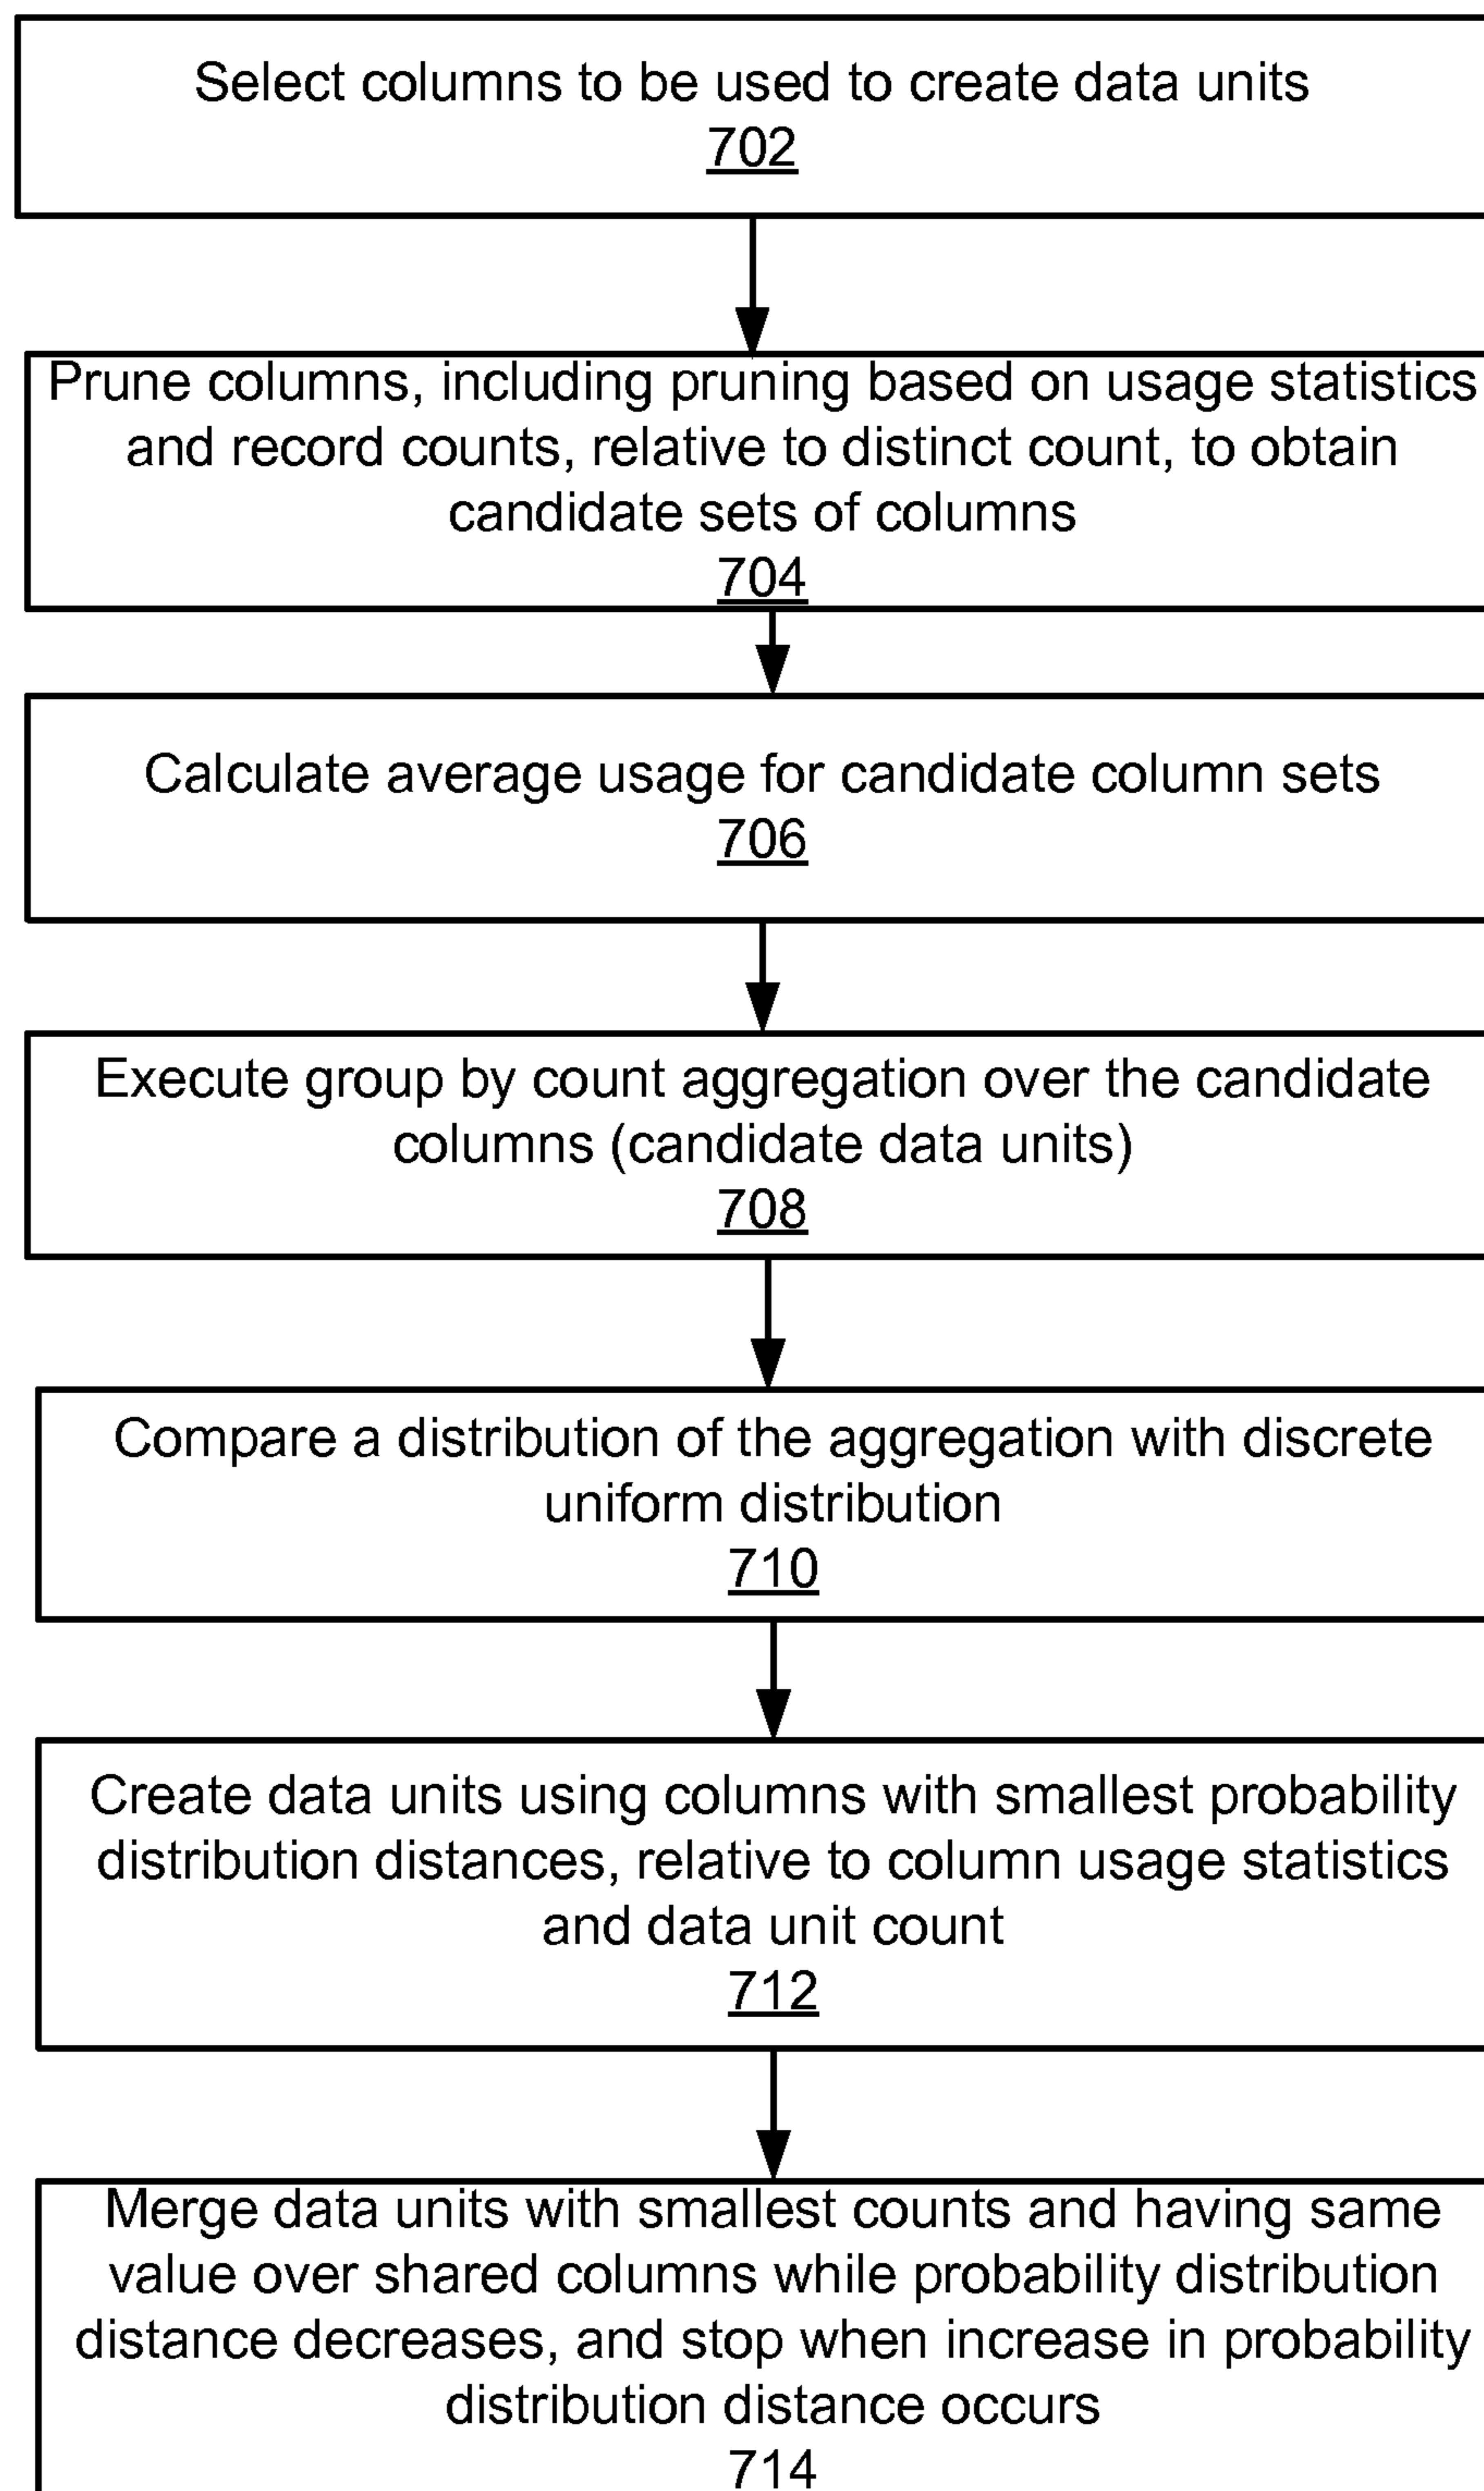 Select columns to be used to create data units
702
Prune columns, including pruning based on usage statistics
and record counts, relative to distinct count, to obtain
candidate sets of columns
704
Calculate average usage for candidate column sets
706
Execute group by count aggregation over the candidate
columns (candidate data units)
708
Compare a distribution of the aggregation with discrete
uniform distribution
710
Create data units using columns with smallest probability
distribution distances, relative to column usage statistics
and data unit count
712
Merge data units with smallest counts and having same
value over shared columns while probability distribution
distance decreases, and stop when increase in probability
distribution distance occurs
714